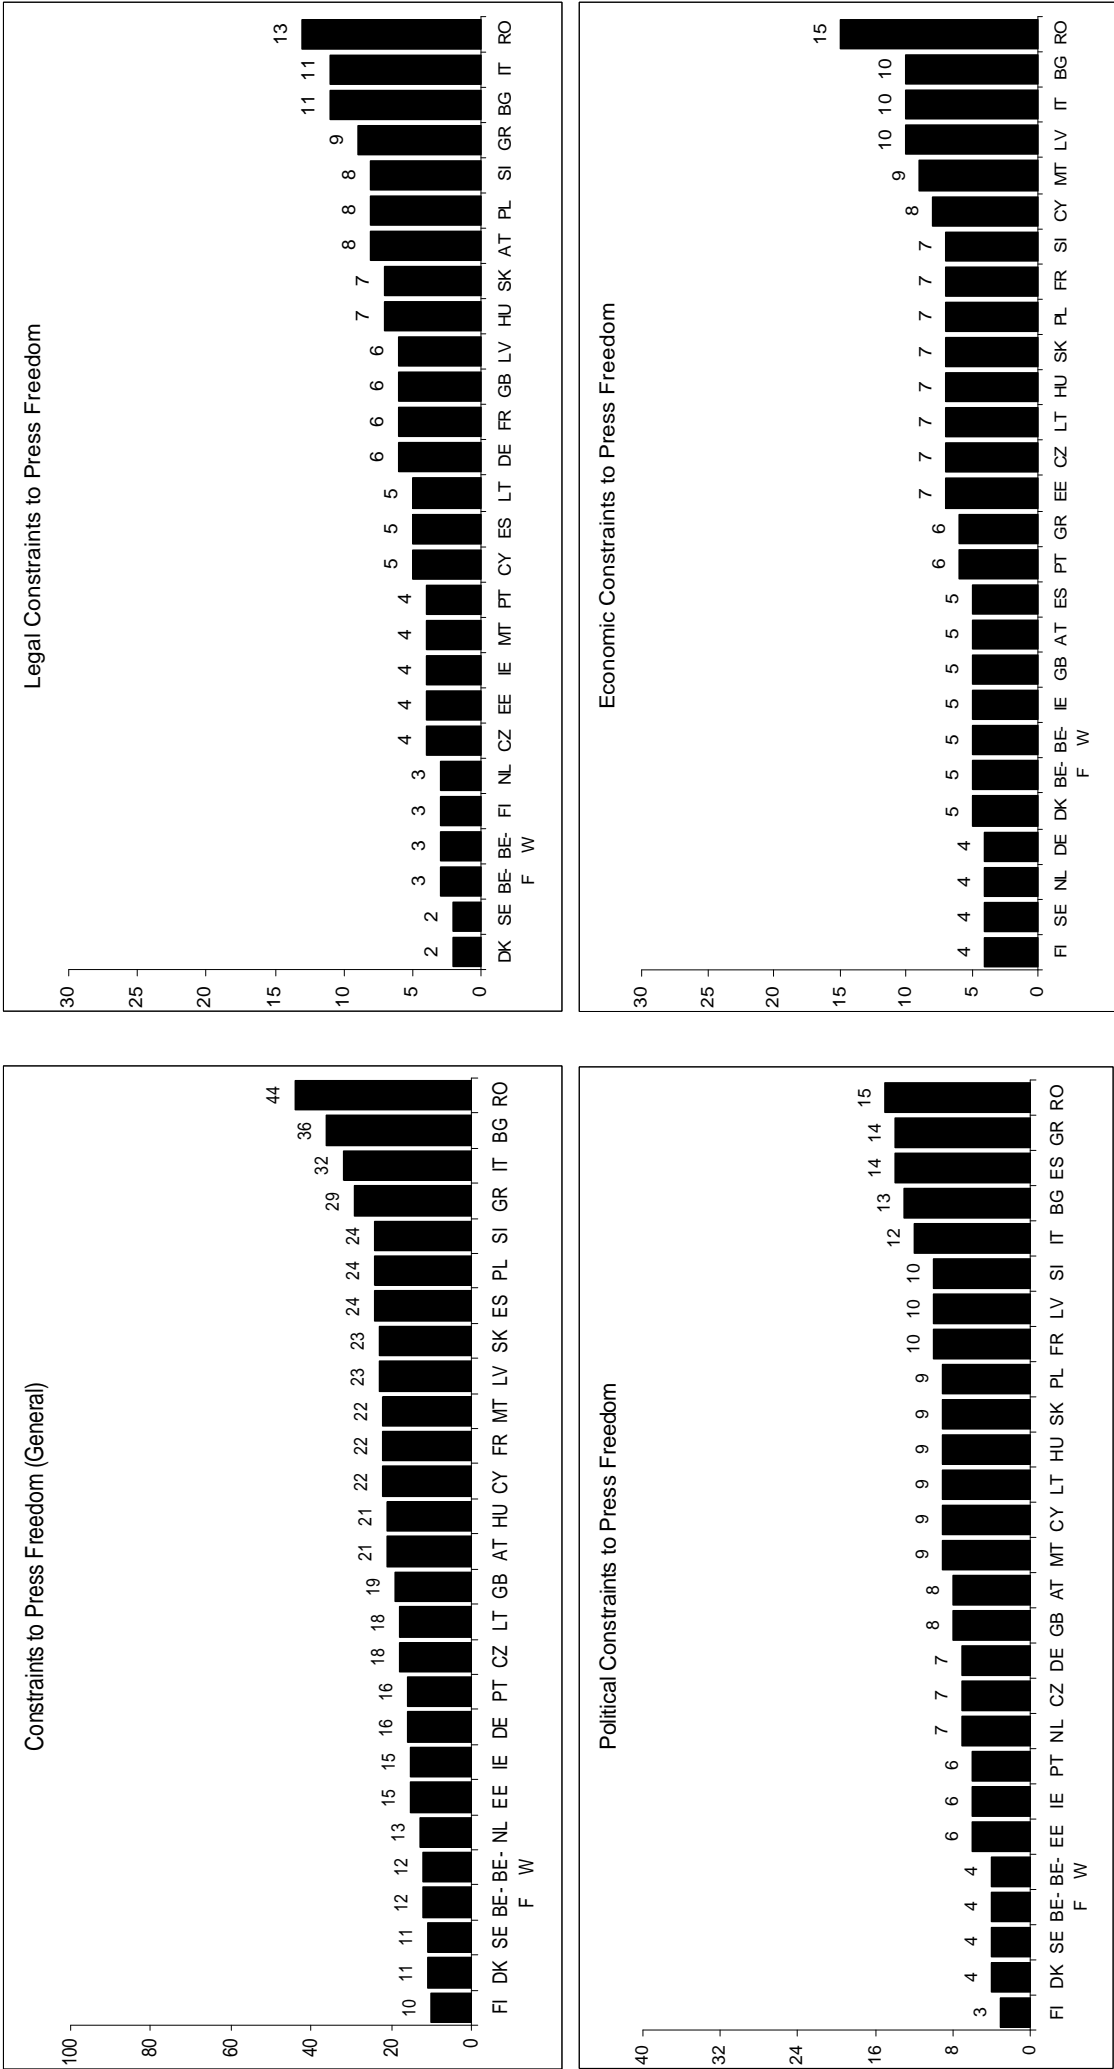 Constraints to Press Freedom (General)
100
80
60
40
20
0
10 11 11 12 12 13 15 15 16 16 18 18 19 21 21 22 22 22 23 23 24 24 24 29 32 36 44
FI DK SE BE- BE- NL EE IE DE PT CZ LT GB AT HU CY FR MT LV SK ES PL SI GR IT BG RO
F W
Legal Constraints to Press Freedom
30
25
20
15
10
5
0
2 2 3 3 3 3 4 4 4 4 4 5 5 5 6 6 6 6 7 7 8 8 8 9 11 11 13
DK SE BE- BE- FI NL CZ EE IE MT PT CY ES LT DE FR GB LV HU SK AT PL SI GR BG IT RO
F W
Political Constraints to Press Freedom
40
32
24
16
8
0
3 4 4 4 4 6 6 6 7 7 7 8 8 9 9 9 9 9 9 10 10 10 12 13 14 14 15
FI DK SE BE- BE- EE IE PT NL CZ DE GB AT MT CY LT HU SK PL FR LV SI IT BG ES GR RO
F W
Economic Constraints to Press Freedom
30
25
20
15
10
5
0
4 4 4 4 5 5 5 5 5 5 5 6 6 7 7 7 7 7 7 7 7 8 9 10 10 10 15
FI SE NL DE DK BE- BE- IE GB AT ES PT GR EE CZ LT HU SK PL FR SI CY MT LV IT BG RO
F W